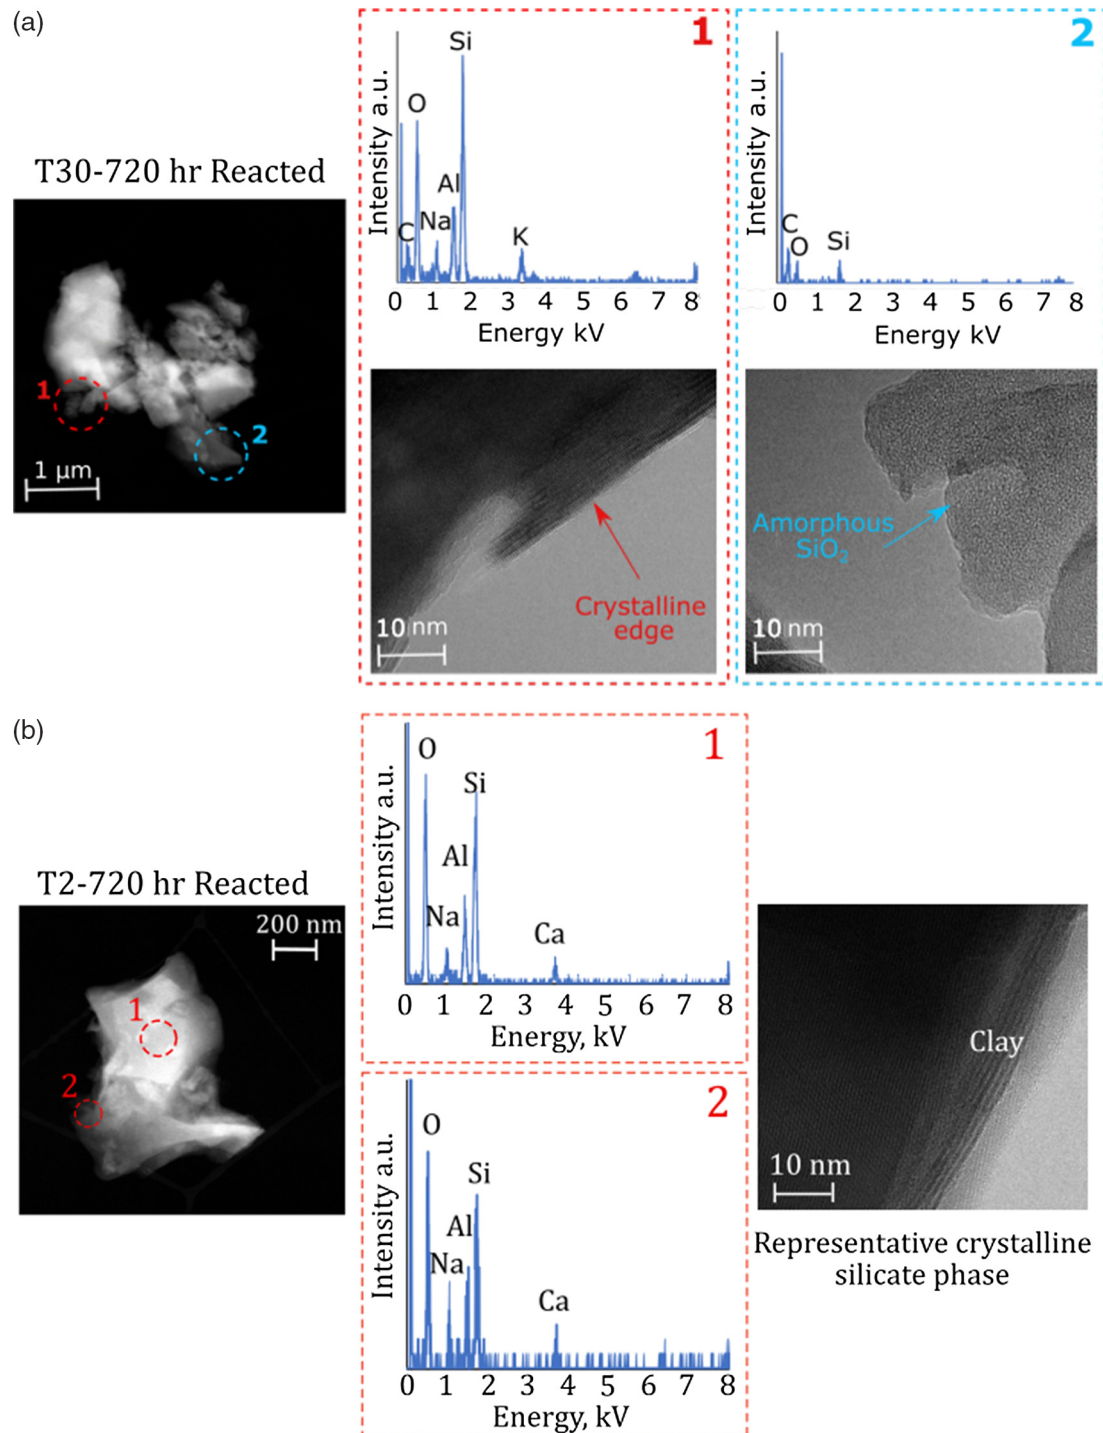 (a)
T30-720 hr Reacted
1
2
1 μm
1
Intensity a.u.
C
O
Na
Al
Si
K
0 1 2 3 4 5 6 7 8
Energy kV
Crystalline
edge
10 nm
2
Intensity a.u.
C
O
Si
0 1 2 3 4 5 6 7 8
Energy kV
Amorphous
SiO₂
10 nm
(b)
T2-720 hr Reacted
200 nm
1
2
1
Intensity a.u.
O
Na
Al
Si
Ca
0 1 2 3 4 5 6 7 8
Energy, kV
2
Intensity a.u.
O
Na
Al
Si
Ca
0 1 2 3 4 5 6 7 8
Energy, kV
Clay
10 nm
Representative crystalline
silicate phase